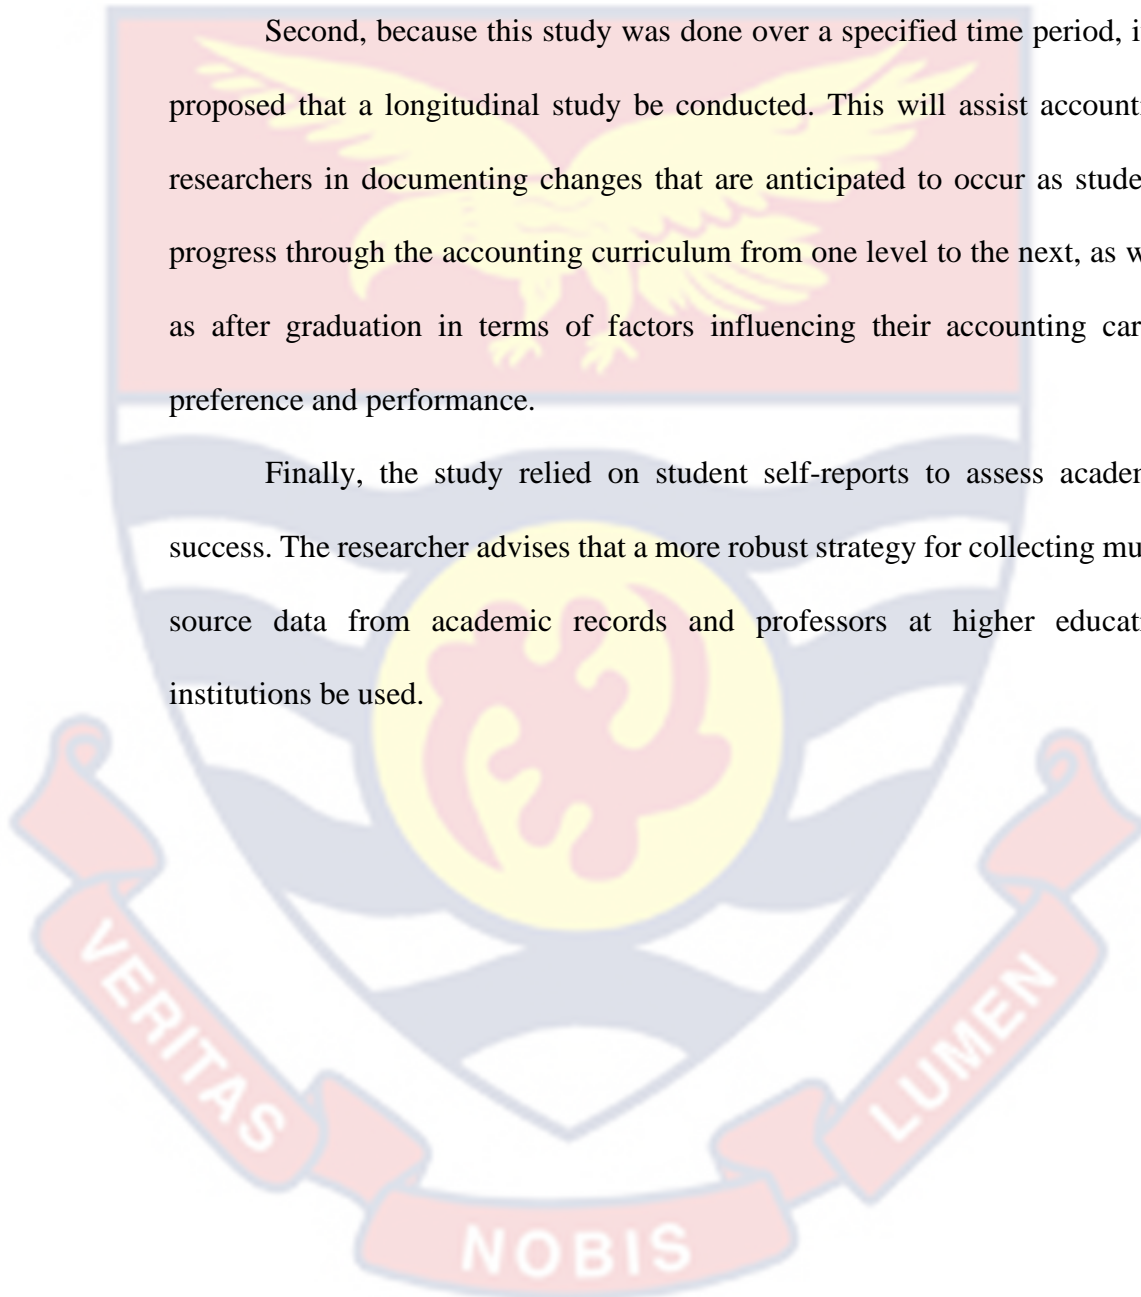 Second, because this study was done over a specified time period, i
proposed that a longitudinal study be conducted. This will assist account
researchers in documenting changes that are anticipated to occur as stude
progress through the accounting curriculum from one level to the next, as w
as after graduation in terms of factors influencing their accounting car
preference and performance.
Finally, the study relied on student self-reports to assess academ
success. The researcher advises that a more robust strategy for collecting mu
source data from academic records and professors at higher educati
institutions be used.
VERITAS
NOBIS
LUMEN